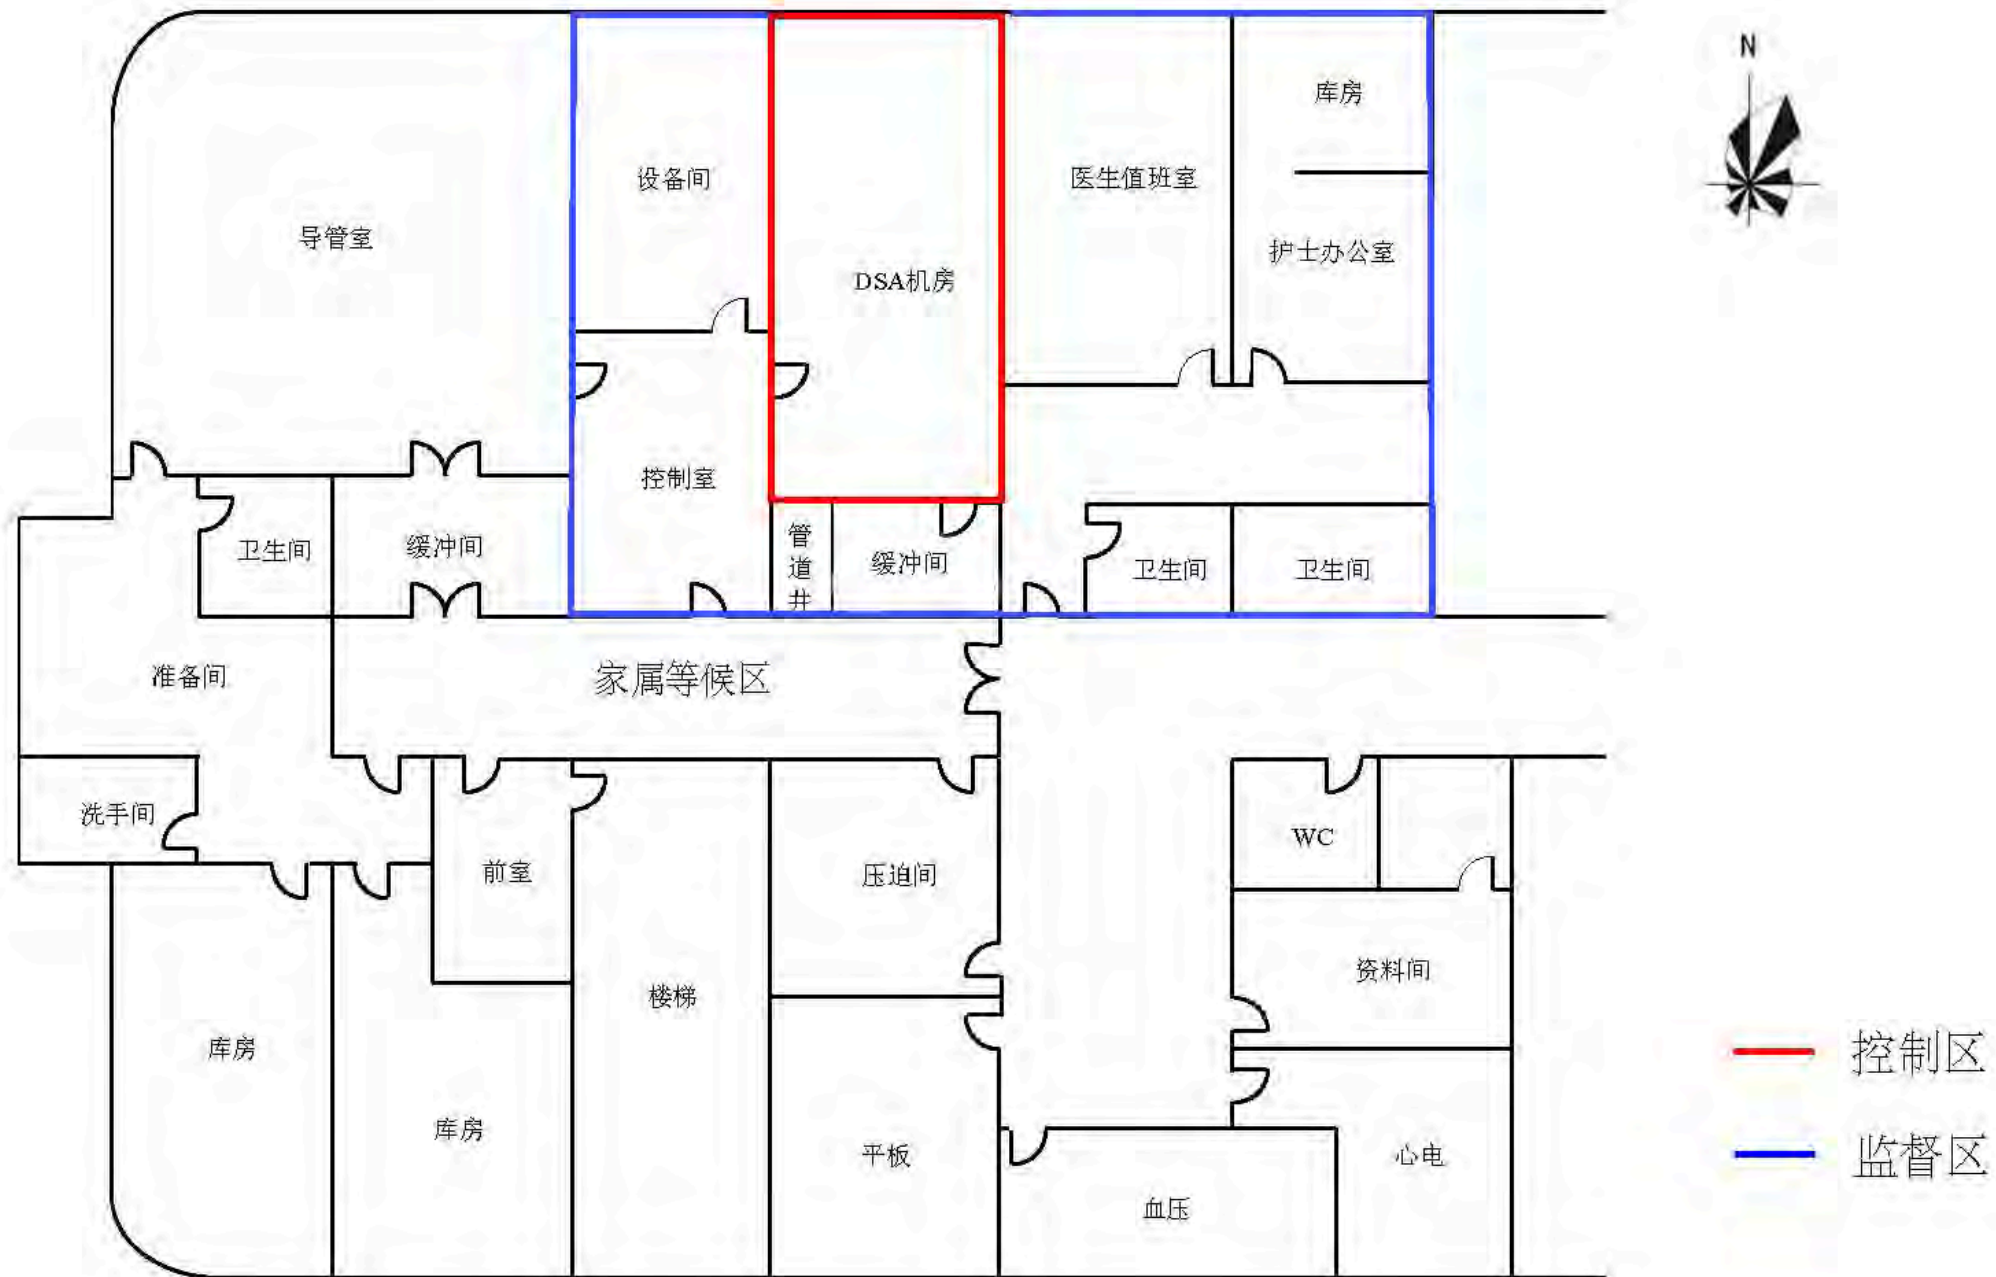 N
库房
设备间
医生值班室
导管室
护士办公室
DSA机房
控制室
管
道
井
卫生间
缓冲间
缓冲间
卫生间
卫生间
准备间
家属等候区
洗手间
WC
前室
压迫间
资料间
楼梯
库房
控制区
库房
平板
心电
监督区
血压